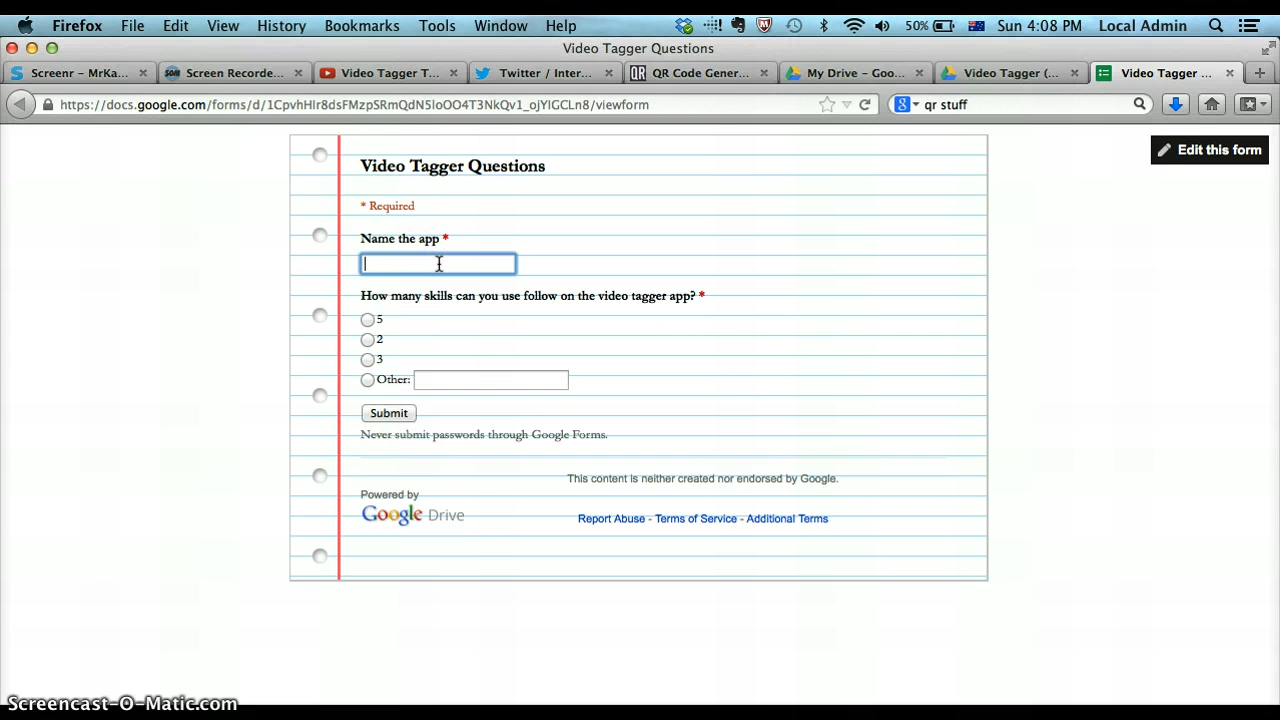 Firefox File Edit View History Bookmarks Tools Window Help 50% Sun 4:08 PM Local Admin
Video Tagger Questions
Screenr – MrKa... Screen Recorde... Video Tagger T... Twitter / Inter... QR Code Gener... My Drive – Goo... Video Tagger (... Video Tagger ...
https://docs.google.com/forms/d/1CpvhHlr8dsFMzpSRmQdN5loOO4T3NkQv1_ojYlGCLn8/viewform qr stuff
Edit this form
Video Tagger Questions
* Required
Name the app *
How many skills can you use follow on the video tagger app? *
5
2
3
Other:
Submit
Never submit passwords through Google Forms.
This content is neither created nor endorsed by Google.
Powered by
Google Drive
Report Abuse - Terms of Service - Additional Terms
Screencast-O-Matic.com